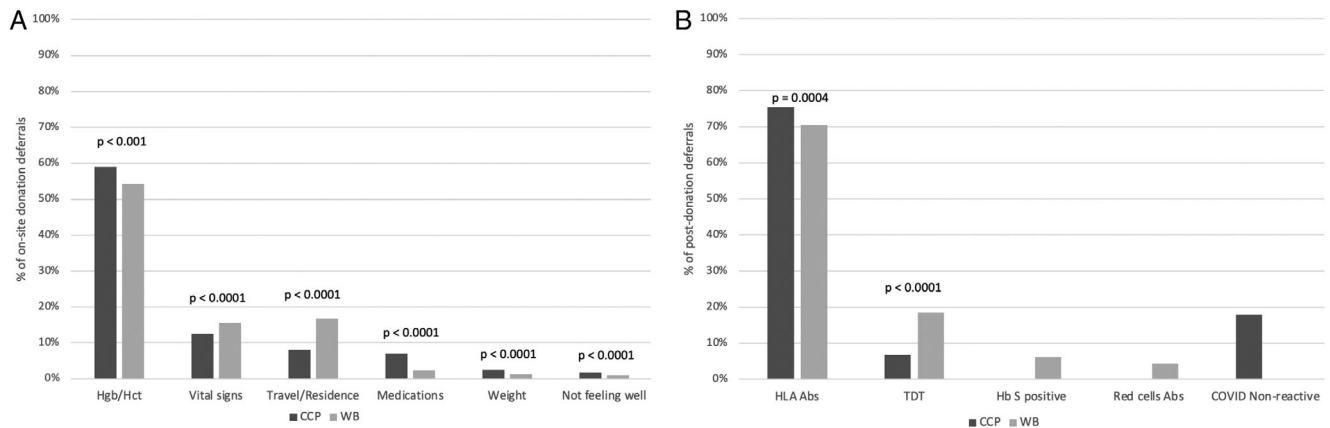 A
% of on-site donation deferrals
100%
90%
80%
70%
60%
50%
40%
30%
20%
10%
0%
p < 0.001
p < 0.0001
p < 0.0001
p < 0.0001
p < 0.0001
p < 0.0001
Hgb/Hct
Vital signs
Travel/Residence
Medications
Weight
Not feeling well
CCP
WB
B
% of post-donation deferrals
100%
90%
80%
70%
60%
50%
40%
30%
20%
10%
0%
p = 0.0004
p < 0.0001
HLA Abs
TDT
Hb S positive
Red cells Abs
COVID Non-reactive
CCP
WB